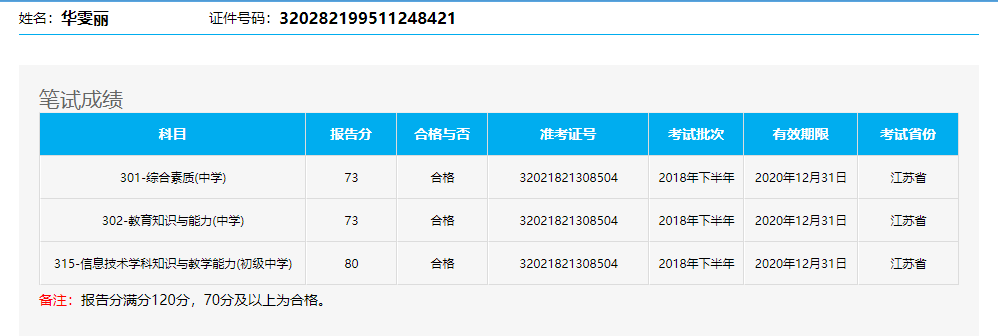 姓名：华雯丽 证件号码：320282199511248421
笔试成绩
科目 报告分 合格与否 准考证号 考试批次 有效期限 考试省份
301-综合素质(中学) 73 合格 32021821308504 2018年下半年 2020年12月31日 江苏省
302-教育知识与能力(中学) 73 合格 32021821308504 2018年下半年 2020年12月31日 江苏省
315-信息技术学科知识与教学能力(初级中学) 80 合格 32021821308504 2018年下半年 2020年12月31日 江苏省
备注：报告分满分120分，70分及以上为合格。